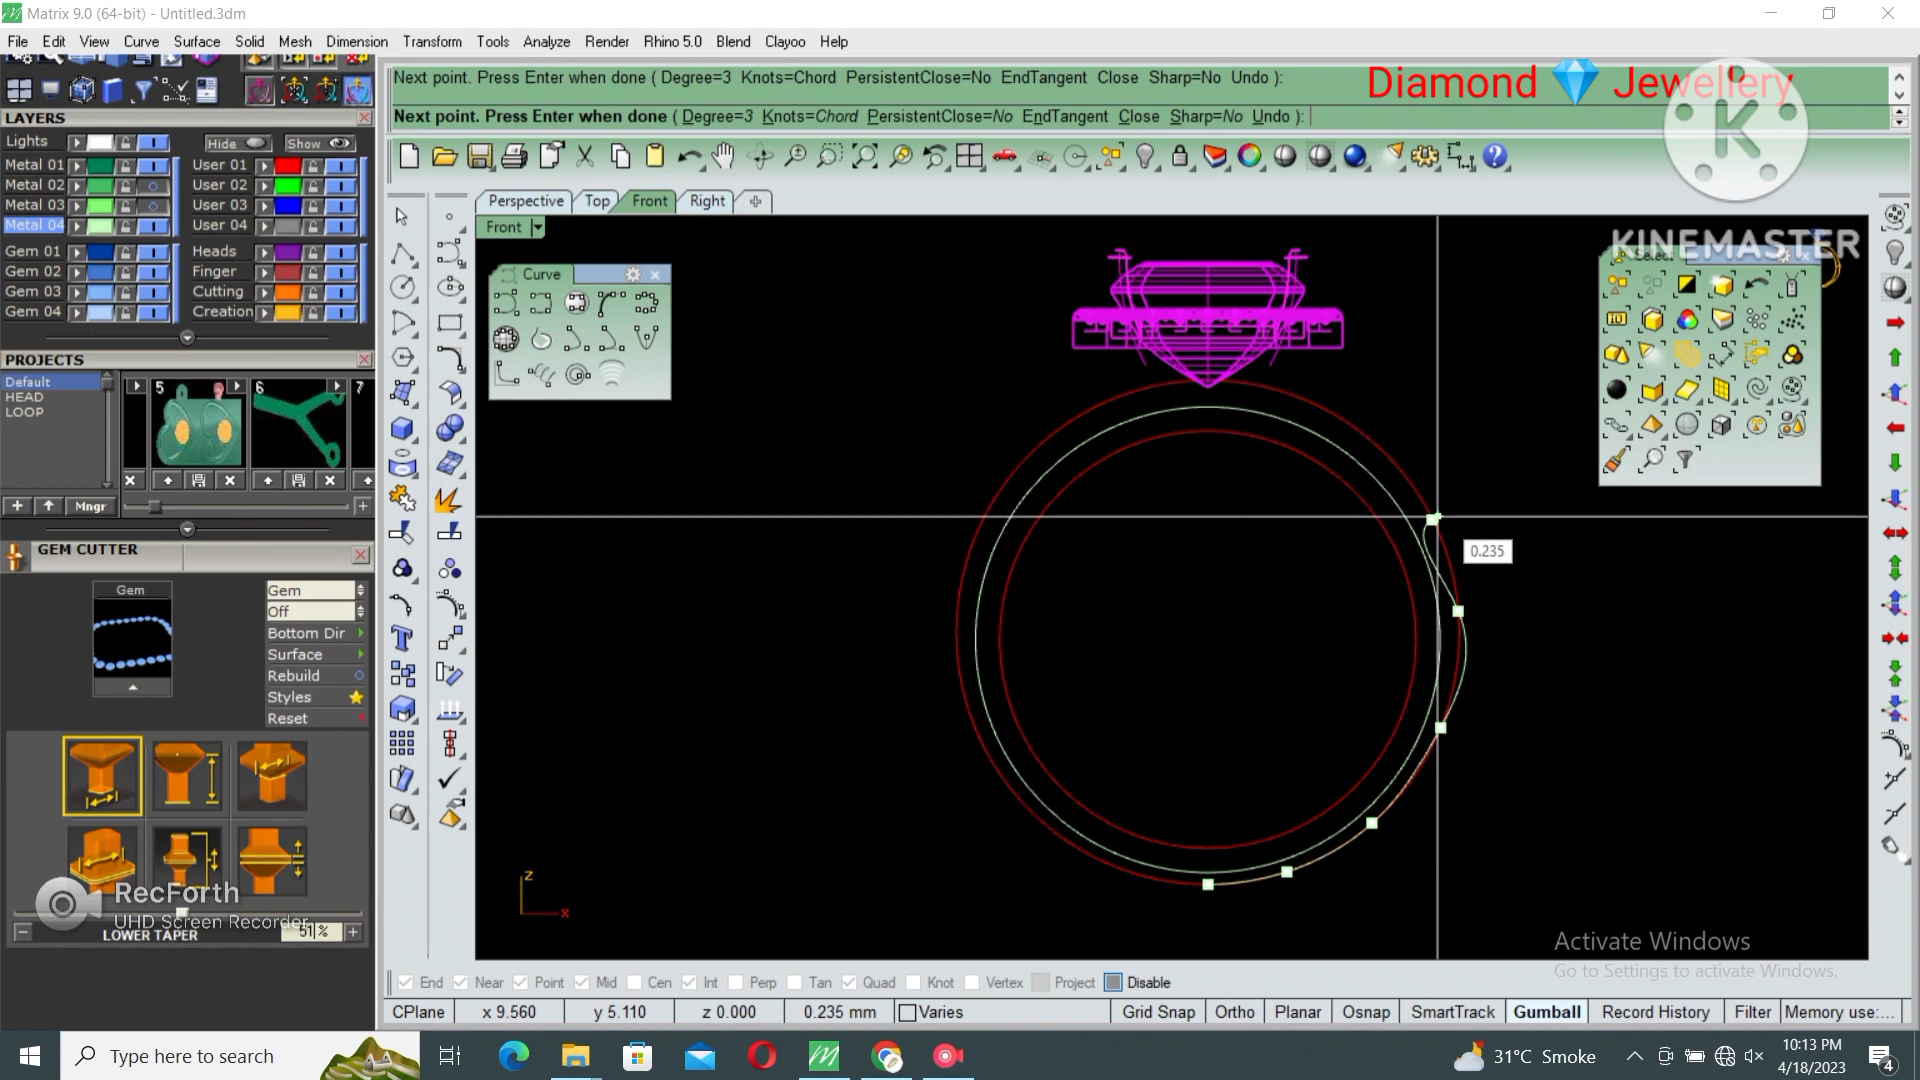 Matrix 9.0 (64-bit) - Untitled.3dm
File Edit View Curve Surface Solid Mesh Dimension Transform Tools Analyze Render Rhino 5.0 Blend Clayoo Help
Next point. Press Enter when done ( Degree=3 Knots=Chord PersistentClose=No EndTangent Close Sharp=No Undo ):
Next point. Press Enter when done ( Degree=3 Knots=Chord PersistentClose=No EndTangent Close Sharp=No Undo ):
Diamond 💎 Jewellery
K
KINEMASTER
LAYERS
Lights Hide Show
Metal 01 User 01
Metal 02 User 02
Metal 03 User 03
Metal 04 User 04
Gem 01 Heads
Gem 02 Finger
Gem 03 Cutting
Gem 04 Creation
PROJECTS
Default
HEAD
LOOP
5 6 7
Mngr
GEM CUTTER
Gem
Gem
Off
Bottom Dir
Surface
Rebuild
Styles
Reset
RecForth
UHD Screen Recorder
LOWER TAPER 51%
Perspective Top Front Right
Front
Curve
Select
0.235
z
x
Activate Windows
Go to Settings to activate Windows.
End Near Point Mid Cen Int Perp Tan Quad Knot Vertex Project Disable
CPlane x 9.560 y 5.110 z 0.000 0.235 mm Varies Grid Snap Ortho Planar Osnap SmartTrack Gumball Record History Filter Memory use:...
Type here to search
31°C Smoke
10:13 PM
4/18/2023
4